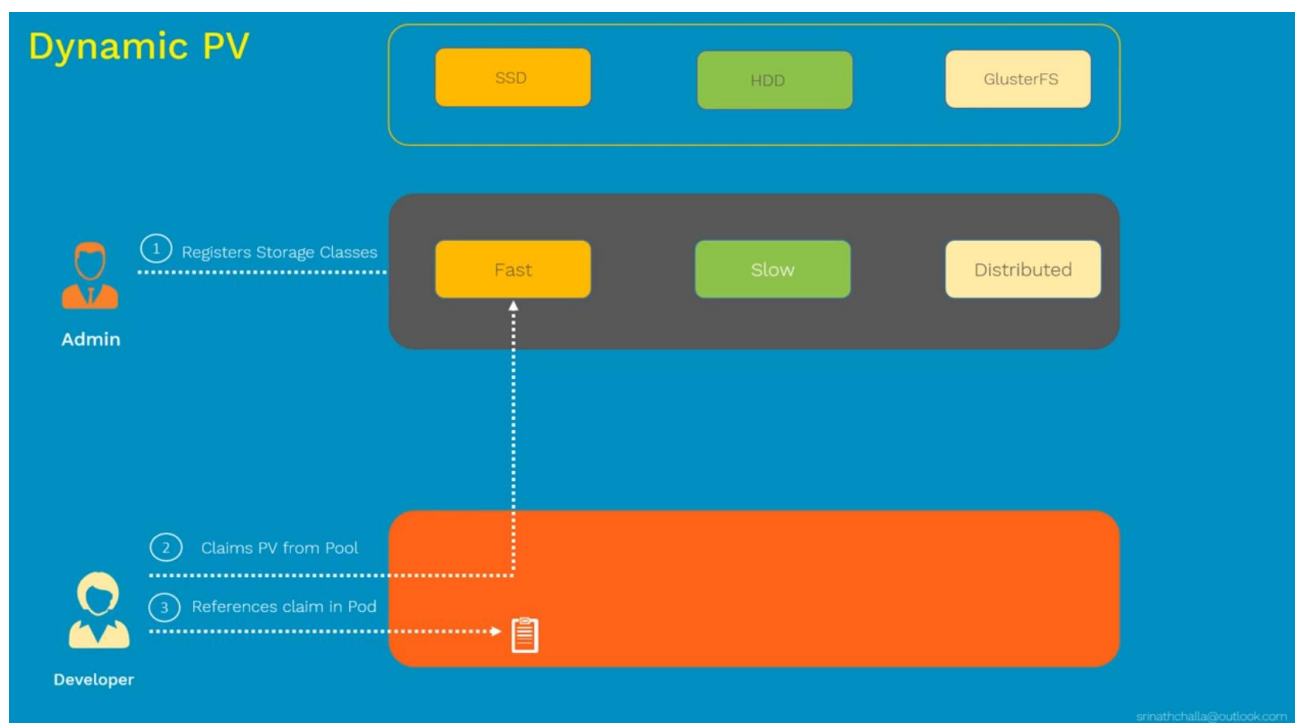 Dynamic PV
SSD
HDD
GlusterFS
1 Registers Storage Classes
Fast
Slow
Distributed
Admin
2 Claims PV from Pool
3 References claim in Pod
Developer
srinathchalla@outlook.com